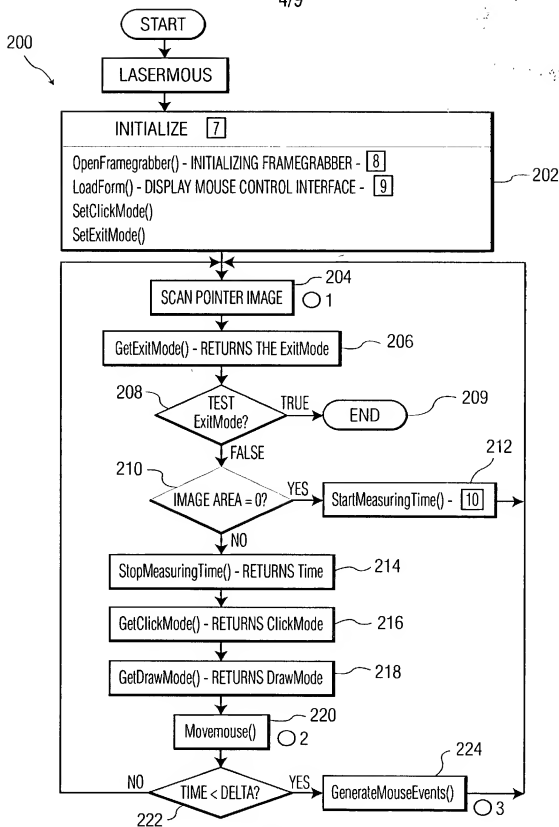 4/9
START
200
LASERMOUS
INITIALIZE 7
OpenFramegrabber() - INITIALIZING FRAMEGRABBER - 8
LoadForm() - DISPLAY MOUSE CONTROL INTERFACE - 9
202
SetClickMode()
SetExitMode()
204
SCAN POINTER IMAGE
1
GetExitMode() - RETURNS THE ExitMode
206
208
TEST
ExitMode?
TRUE
END
209
FALSE
210
212
IMAGE AREA = 0?
YES
StartMeasuringTime() - 10
NO
StopMeasuringTime() - RETURNS Time
214
GetClickMode() - RETURNS ClickMode
216
GetDrawMode() - RETURNS DrawMode
218
220
Movemouse()
2
224
NO
TIME < DELTA?
YES
GenerateMouseEvents()
222
3